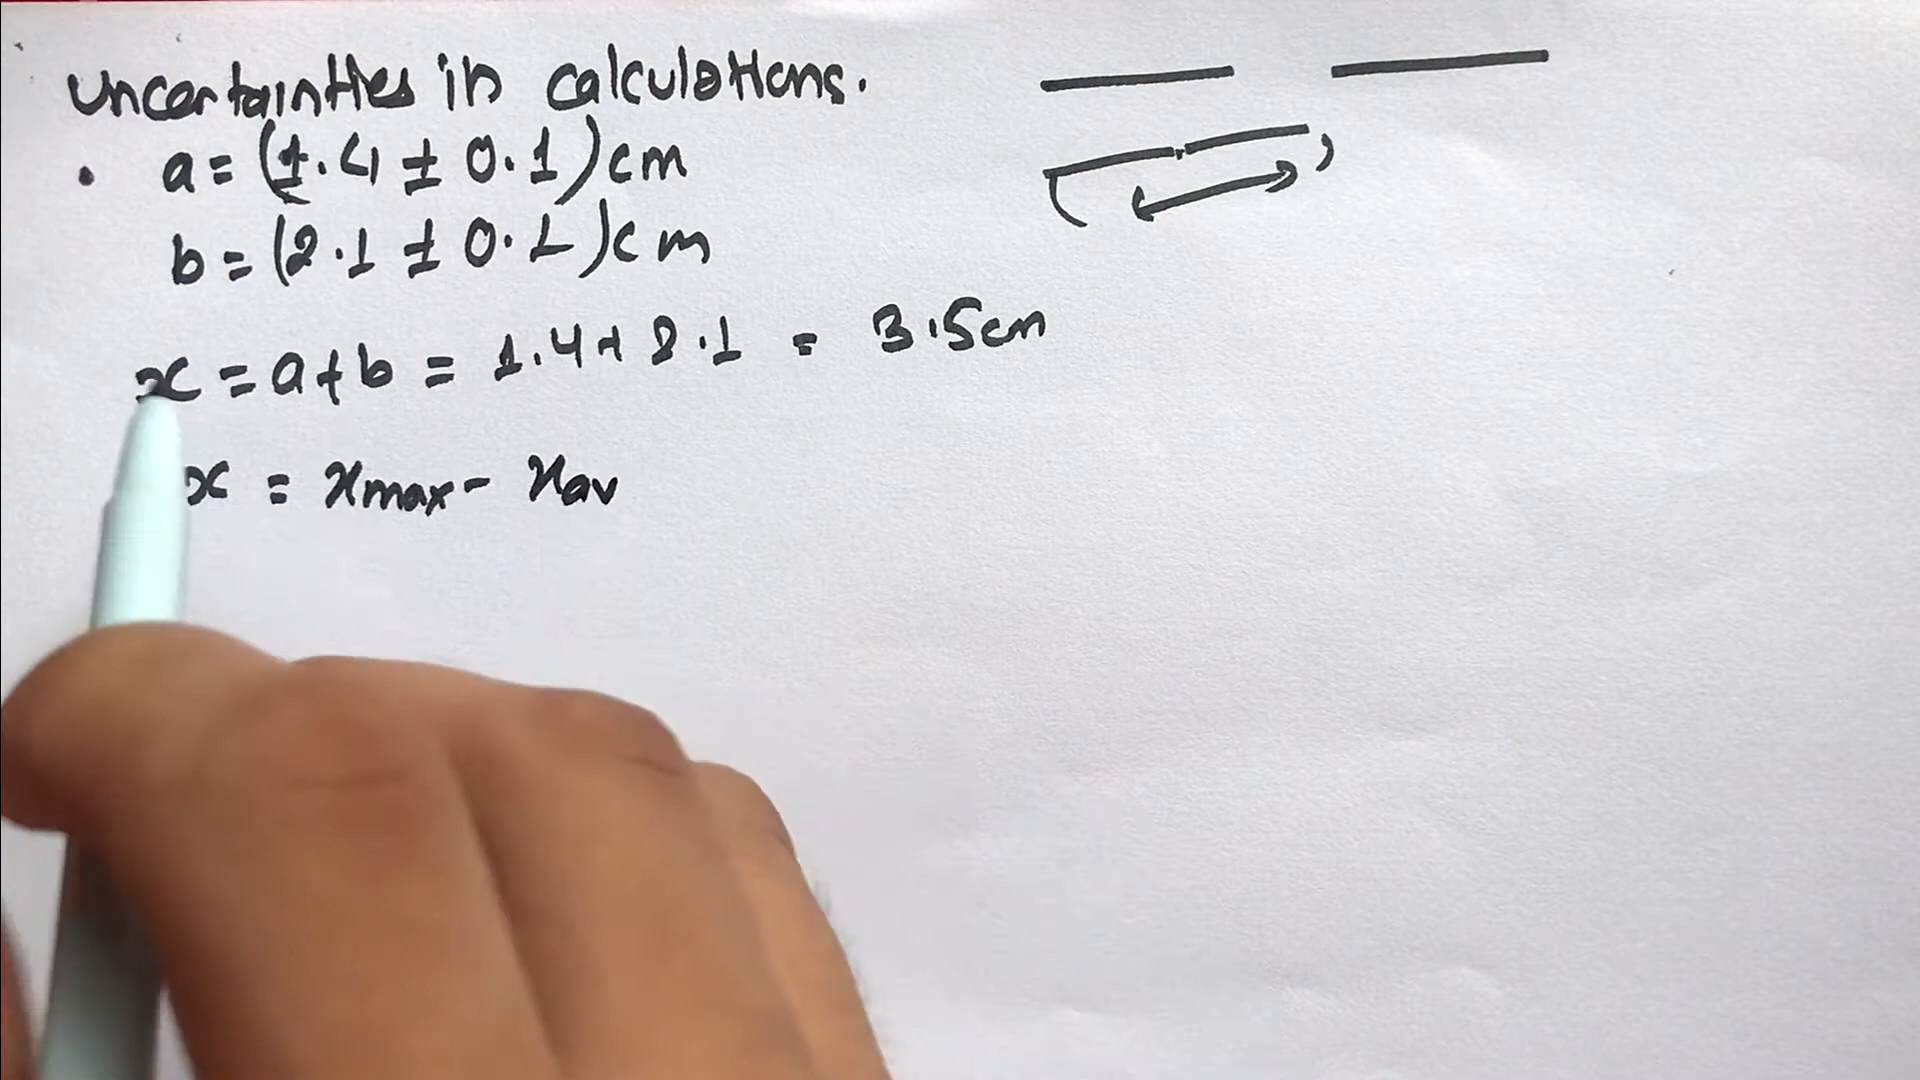 uncertainties in calculations.
• a = (1.4 ± 0.1) cm
b = (2.1 ± 0.1) cm
x = a + b = 1.4 + 2.1 = 3.5cm
x = xmax - xav